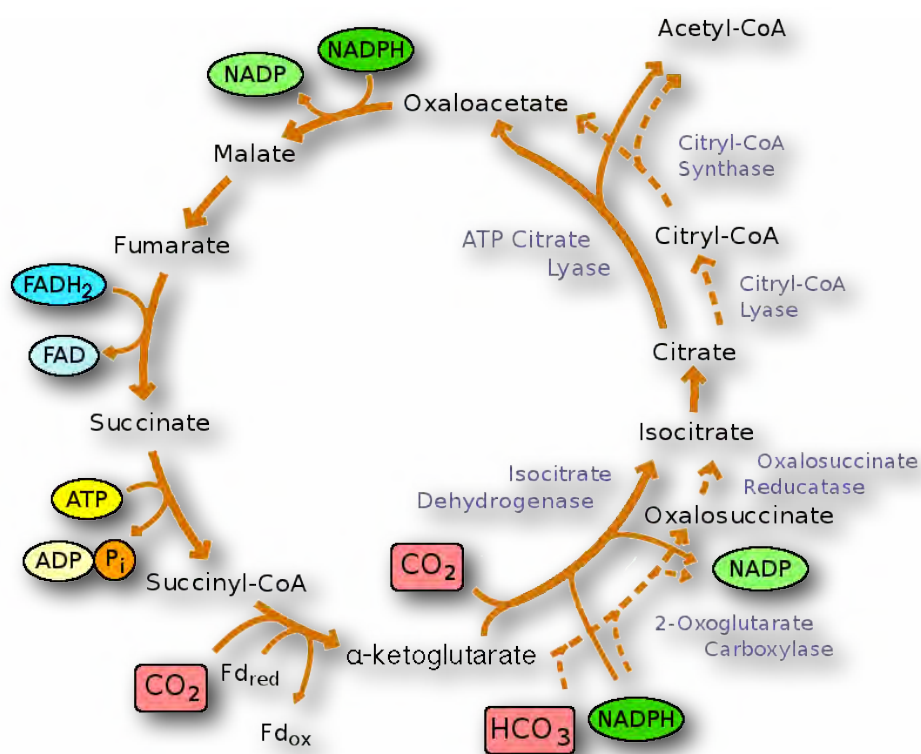 Acetyl-CoA
NADPH
NADP
Oxaloacetate
Malate
Citryl-CoA
Synthase
Fumarate
ATP Citrate
Lyase
Citryl-CoA
FADH2
Citryl-CoA
Lyase
FAD
Citrate
Succinate
Isocitrate
Isocitrate
Dehydrogenase
Oxalosuccinate
Reducatase
ATP
Oxalosuccinate
ADP
Pi
CO2
NADP
Succinyl-CoA
2-Oxoglutarate
Carboxylase
α-ketoglutarate
CO2
Fdred
HCO3
NADPH
Fdox